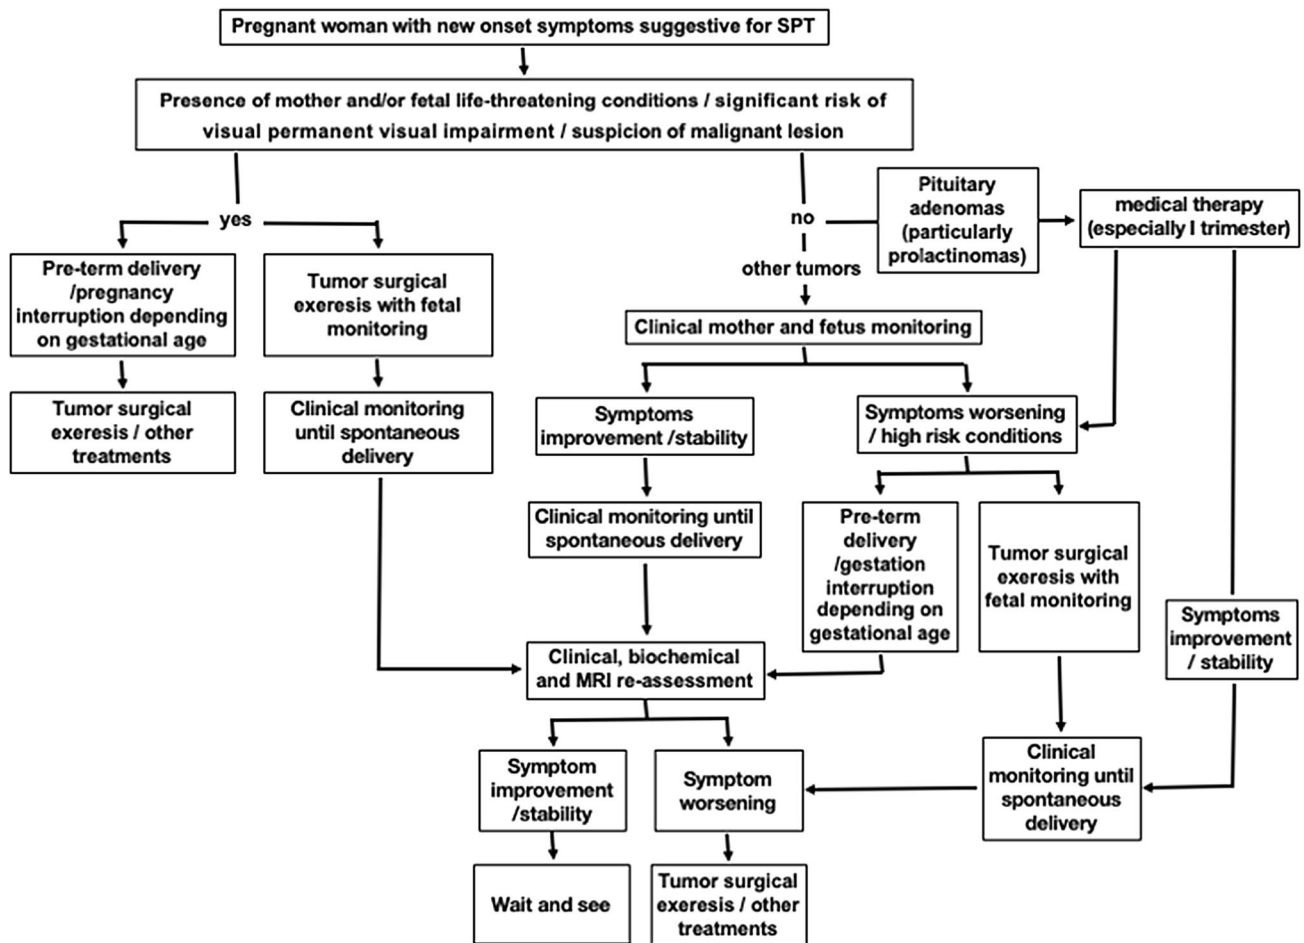 Pregnant woman with new onset symptoms suggestive for SPT
Presence of mother and/or fetal life-threatening conditions / significant risk of
visual permanent visual impairment / suspicion of malignant lesion
yes
no
other tumors
Pituitary
adenomas
(particularly
prolactinomas)
medical therapy
(especially I trimester)
Pre-term delivery
/pregnancy
interruption depending
on gestational age
Tumor surgical
exeresis with fetal
monitoring
Clinical mother and fetus monitoring
Tumor surgical
exeresis / other
treatments
Clinical monitoring
until spontaneous
delivery
Symptoms
improvement /stability
Symptoms worsening
/ high risk conditions
Clinical monitoring until
spontaneous delivery
Pre-term
delivery
/gestation
interruption
depending on
gestational age
Tumor surgical
exeresis with
fetal monitoring
Symptoms
improvement
/ stability
Clinical, biochemical
and MRI re-assessment
Symptom
improvement
/stability
Symptom
worsening
Clinical
monitoring until
spontaneous
delivery
Wait and see
Tumor surgical
exeresis / other
treatments